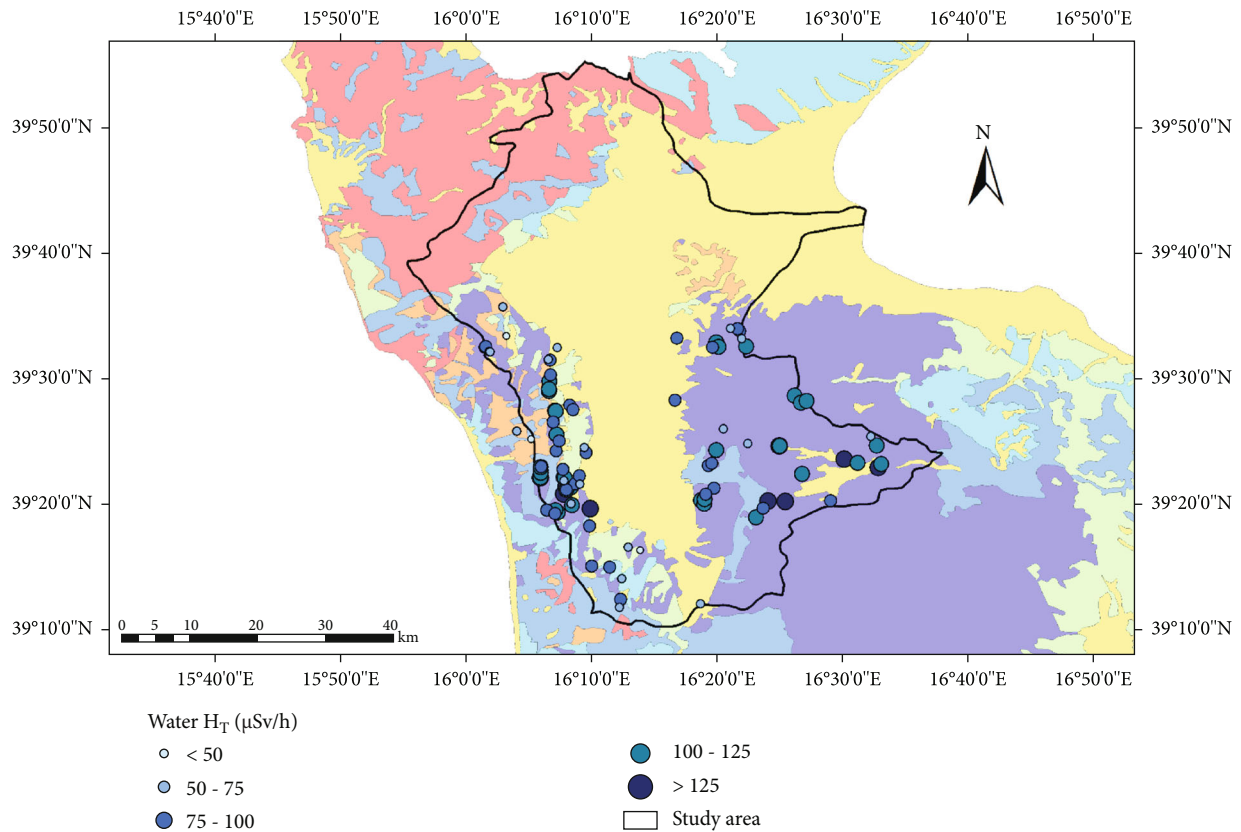 15°40'0"E 15°50'0"E 16°0'0"E 16°10'0"E 16°20'0"E 16°30'0"E 16°40'0"E 16°50'0"E
39°50'0"N 39°50'0"N
N
39°40'0"N 39°40'0"N
39°30'0"N 39°30'0"N
39°20'0"N 39°20'0"N
39°10'0"N 39°10'0"N
0 5 10 20 30 40
km
15°40'0"E 15°50'0"E 16°0'0"E 16°10'0"E 16°20'0"E 16°30'0"E 16°40'0"E 16°50'0"E
Water H_T (μSv/h)
< 50
50 - 75
75 - 100
100 - 125
> 125
Study area